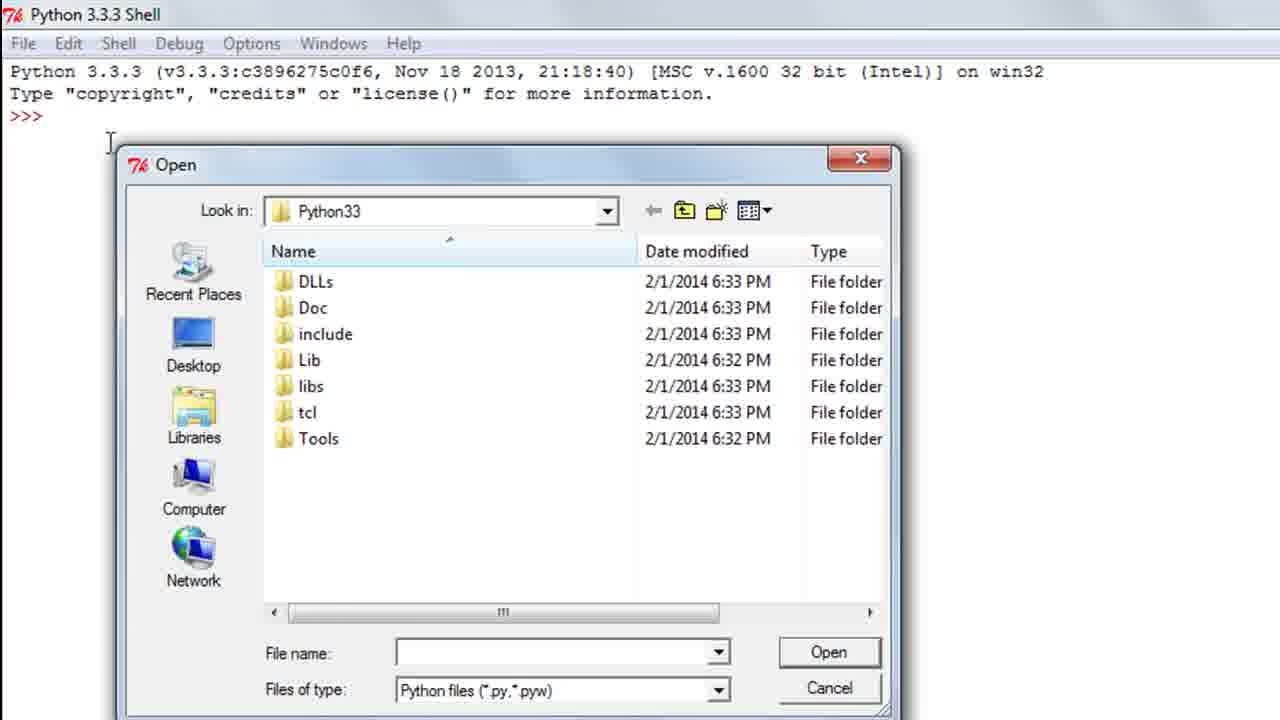 Python 3.3.3 Shell
File Edit Shell Debug Options Windows Help
Python 3.3.3 (v3.3.3:c3896275c0f6, Nov 18 2013, 21:18:40) [MSC v.1600 32 bit (Intel)] on win32
Type "copyright", "credits" or "license()" for more information.
>>>
Open
Look in: Python33
Name Date modified Type
DLLs 2/1/2014 6:33 PM File folder
Doc 2/1/2014 6:33 PM File folder
include 2/1/2014 6:33 PM File folder
Lib 2/1/2014 6:32 PM File folder
libs 2/1/2014 6:33 PM File folder
tcl 2/1/2014 6:33 PM File folder
Tools 2/1/2014 6:32 PM File folder
Recent Places
Desktop
Libraries
Computer
Network
File name: Open
Files of type: Python files (*.py,*.pyw) Cancel